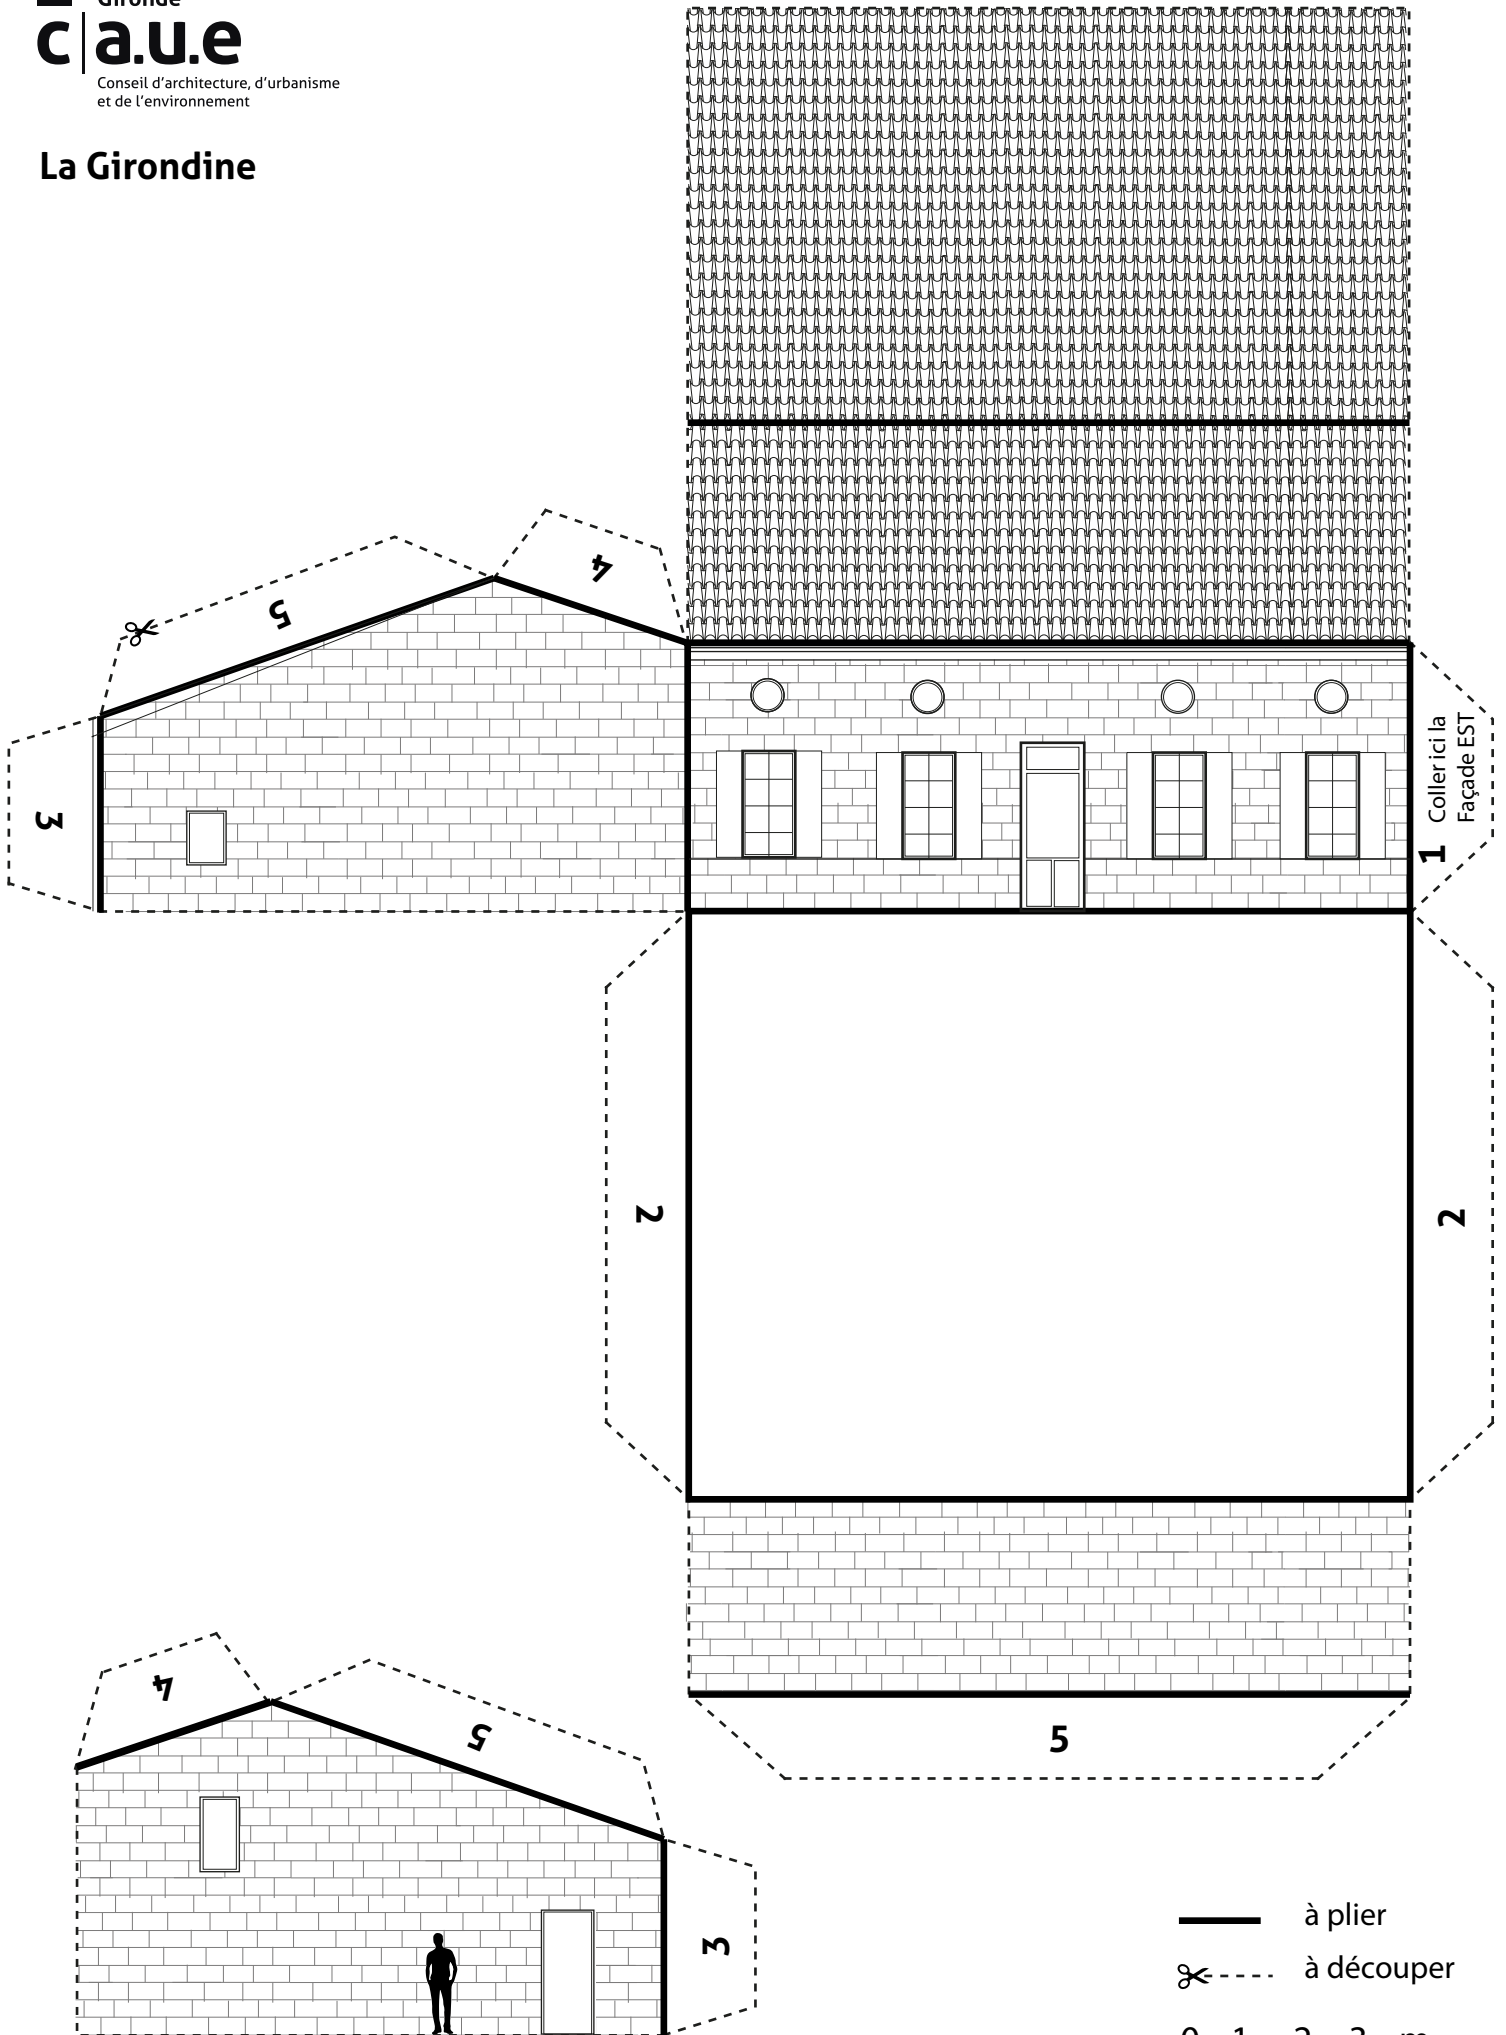 Gironde
c|a.u.e
Conseil d'architecture, d'urbanisme
et de l'environnement
La Girondine
4
5
3
1
Coller ici la
Façade EST
2
2
4
5
5
3
à plier
à découper
0 1 2 3 m